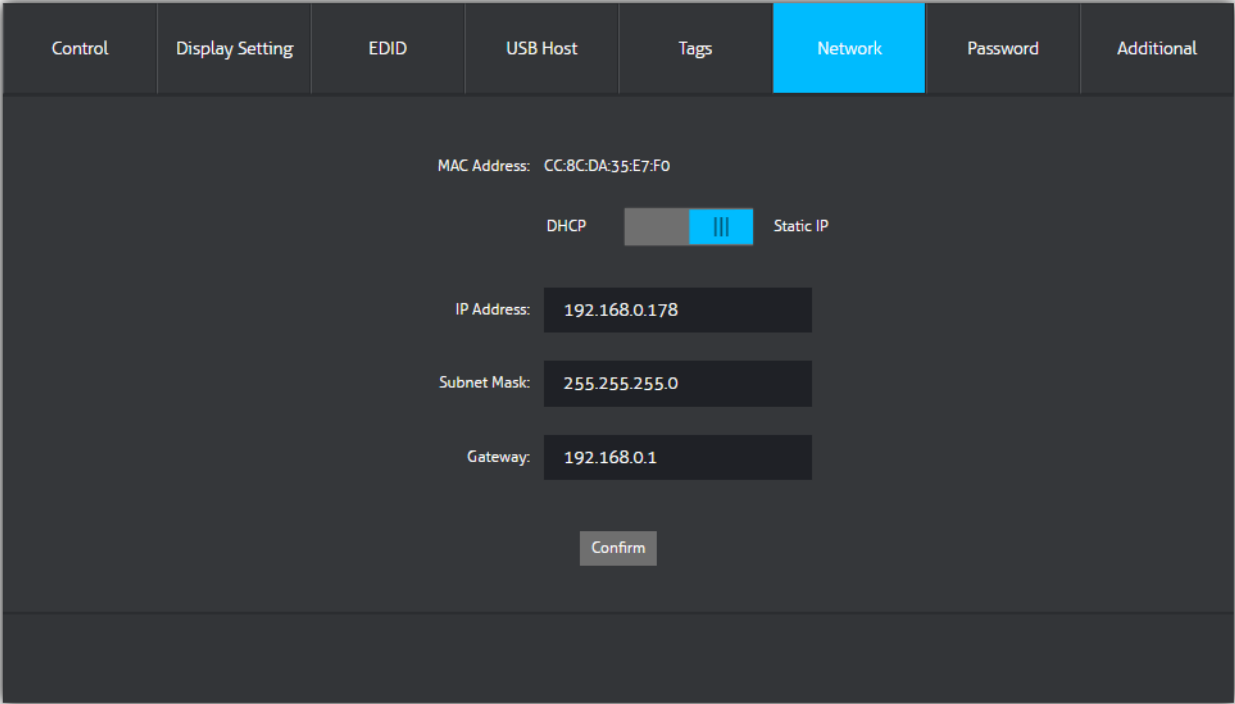 Control Display Setting EDID USB Host Tags Network Password Additional
MAC Address: CC:8C:DA:35:E7:F0
DHCP Static IP
IP Address: 192.168.0.178
Subnet Mask: 255.255.255.0
Gateway: 192.168.0.1
Confirm